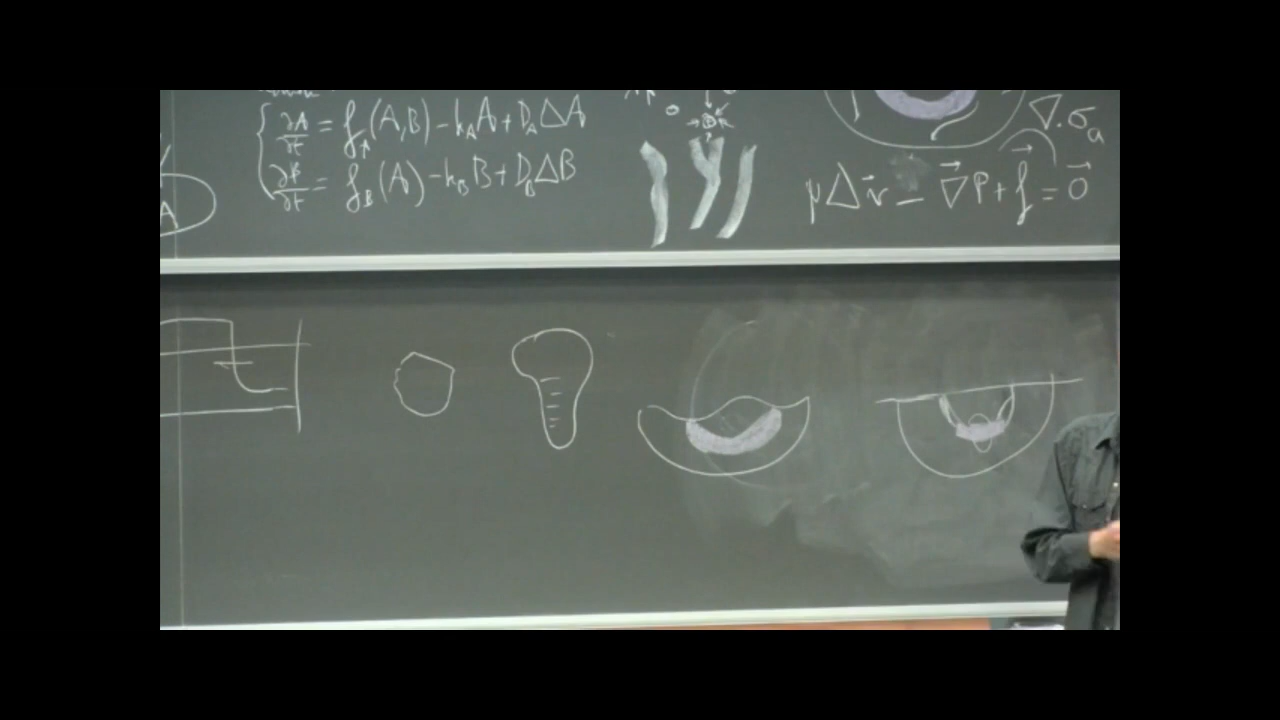 ∂A/∂t = f_A(A,B) - k_A A + D_A ΔA
∂B/∂t = f_B(A) - k_B B + D_B ΔB
A
∇.σ_a
μΔv⃗ - ∇⃗P + f⃗ = 0⃗